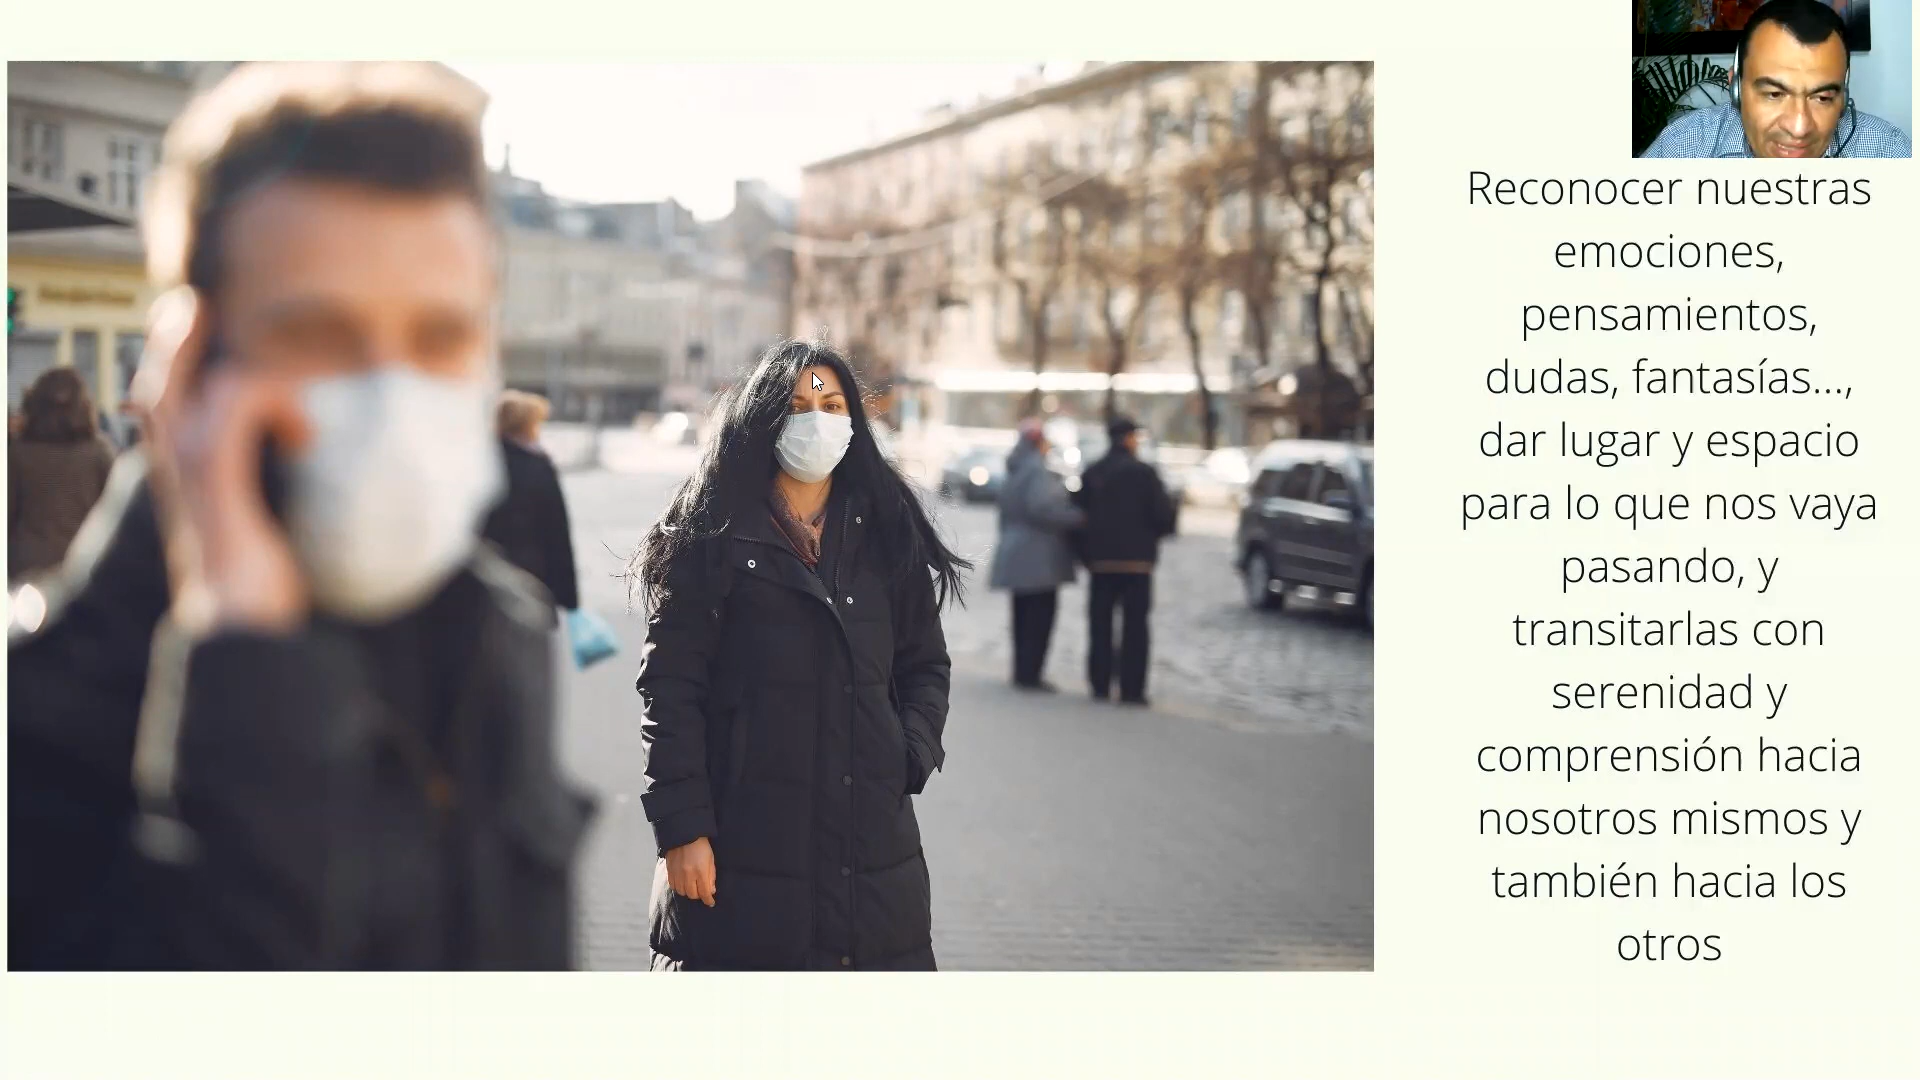 Reconocer nuestras
emociones,
pensamientos,
dudas, fantasías...,
dar lugar y espacio
para lo que nos vaya
pasando, y
transitarlas con
serenidad y
comprensión hacia
nosotros mismos y
también hacia los
otros